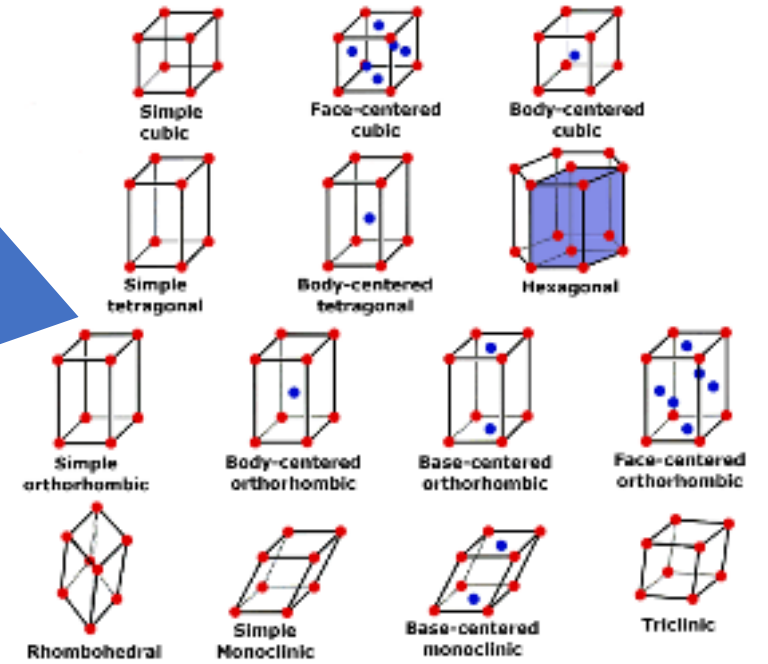 Simple
cubic
Face-centered
cubic
Body-centered
cubic
Simple
tetragonal
Body-centered
tetragonal
Hexagonal
Simple
orthorhombic
Body-centered
orthorhombic
Base-centered
orthorhombic
Face-centered
orthorhombic
Rhombohedral
Simple
Monoclinic
Base-centered
monoclinic
Triclinic